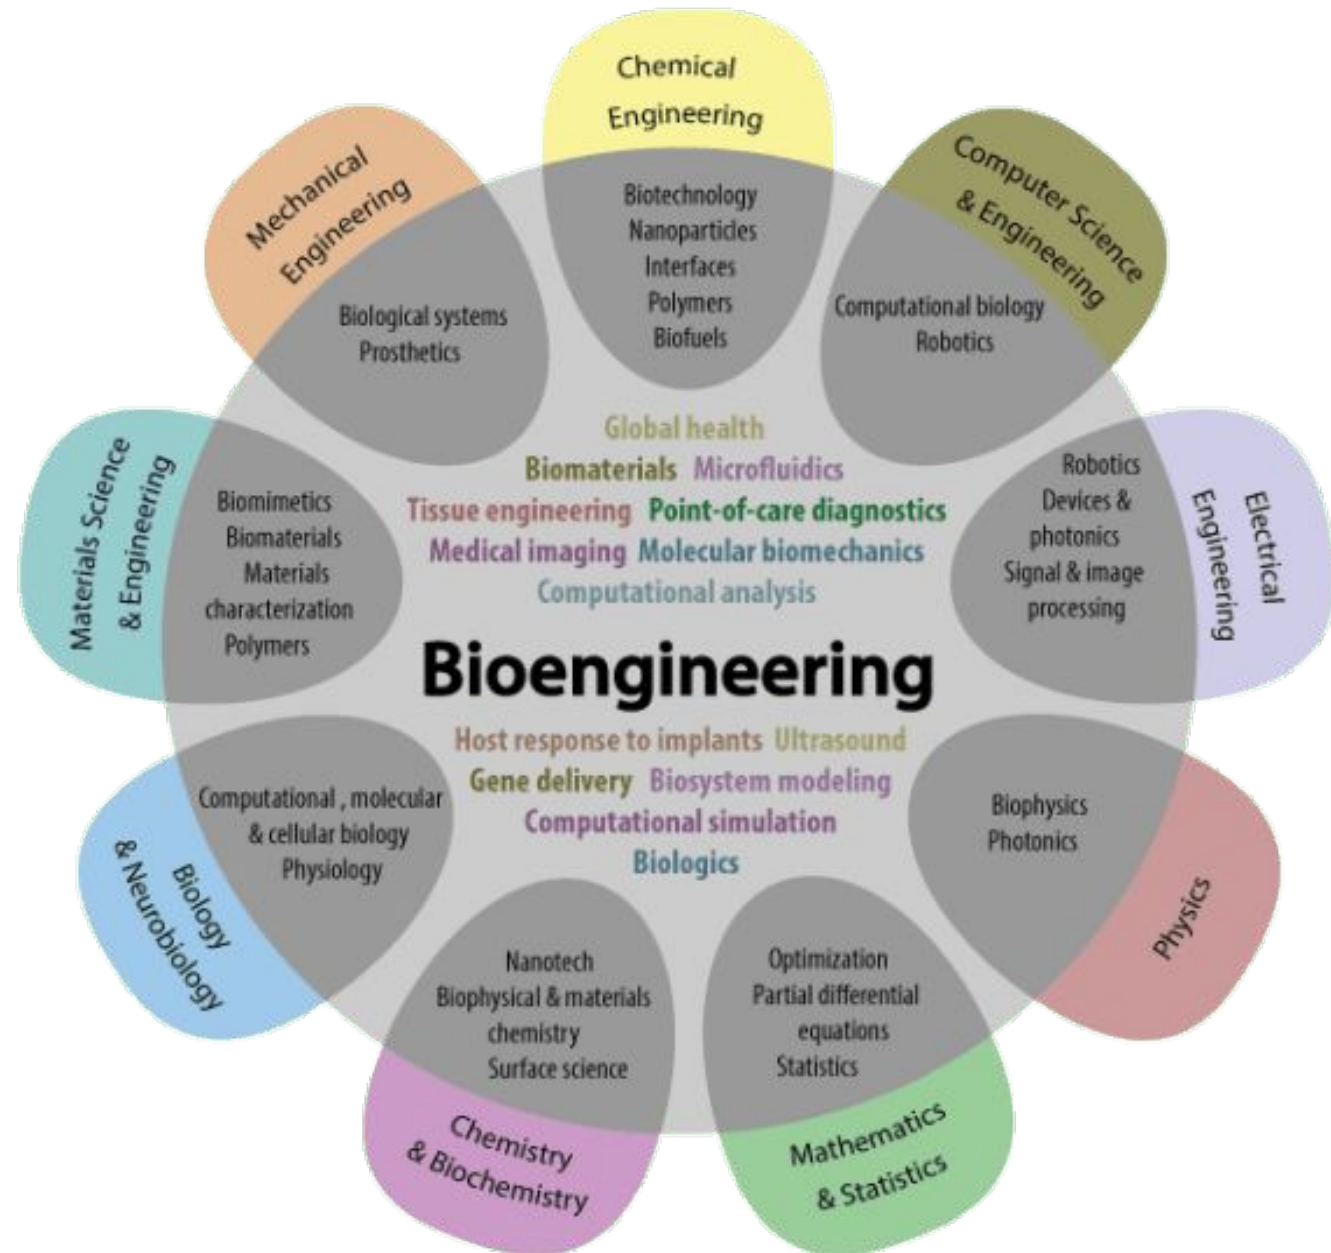 Chemical
Engineering
Biotechnology
Nanoparticles
Interfaces
Polymers
Biofuels
Computer Science
& Engineering
Computational biology
Robotics
Electrical
Engineering
Robotics
Devices &
photonics
Signal & image
processing
Physics
Biophysics
Photonics
Mathematics
& Statistics
Optimization
Partial differential
equations
Statistics
Chemistry
& Biochemistry
Nanotech
Biophysical & materials
chemistry
Surface science
Biology
& Neurobiology
Computational , molecular
& cellular biology
Physiology
Materials Science
& Engineering
Biomimetics
Biomaterials
Materials
characterization
Polymers
Mechanical
Engineering
Biological systems
Prosthetics
Global health
Biomaterials Microfluidics
Tissue engineering Point-of-care diagnostics
Medical imaging Molecular biomechanics
Computational analysis
Bioengineering
Host response to implants Ultrasound
Gene delivery Biosystem modeling
Computational simulation
Biologics